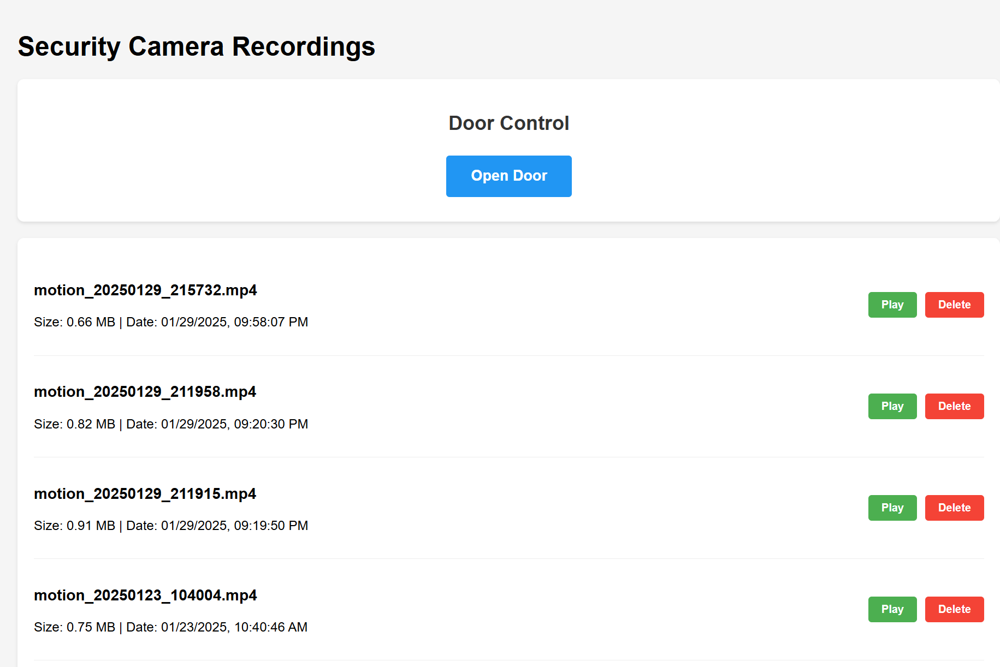 Security Camera Recordings
Door Control
Open Door
motion_20250129_215732.mp4
Size: 0.66 MB | Date: 01/29/2025, 09:58:07 PM
Play Delete
motion_20250129_211958.mp4
Size: 0.82 MB | Date: 01/29/2025, 09:20:30 PM
Play Delete
motion_20250129_211915.mp4
Size: 0.91 MB | Date: 01/29/2025, 09:19:50 PM
Play Delete
motion_20250123_104004.mp4
Size: 0.75 MB | Date: 01/23/2025, 10:40:46 AM
Play Delete